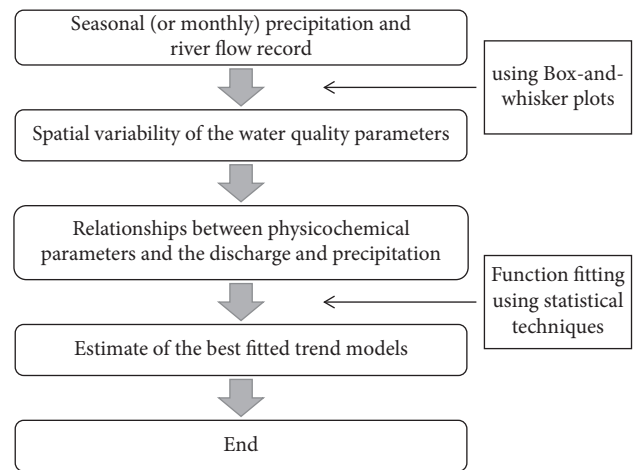 Seasonal (or monthly) precipitation and
river flow record
using Box-and-
whisker plots
Spatial variability of the water quality parameters
Relationships between physicochemical
parameters and the discharge and precipitation
Function fitting
using statistical
techniques
Estimate of the best fitted trend models
End